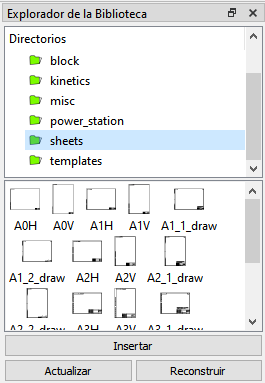 Explorador de la Biblioteca
Directorios
block
kinetics
misc
power_station
sheets
templates
A0H A0V A1H A1V A1_1_draw
A1_2_draw A2H A2V A2_1_draw
A2_2_draw A3H A3V A3_1_draw
Insertar
Actualizar Reconstruir